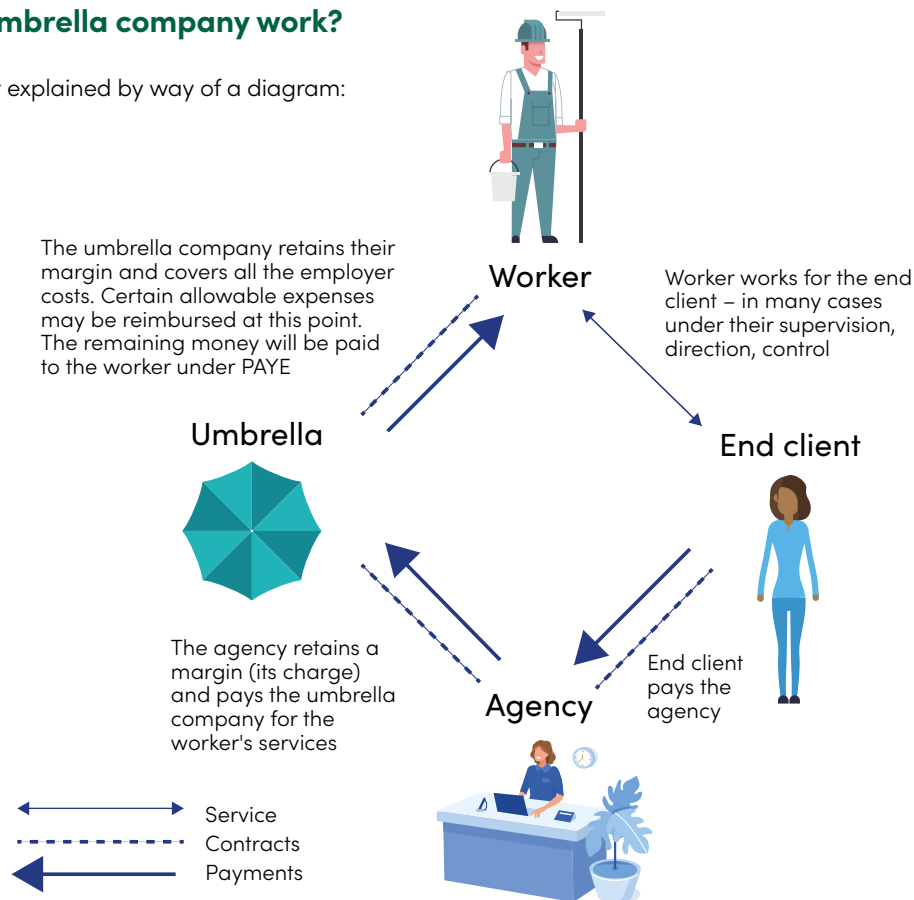 mbrella company work?
explained by way of a diagram:
The umbrella company retains their
margin and covers all the employer
costs. Certain allowable expenses
may be reimbursed at this point.
The remaining money will be paid
to the worker under PAYE
Worker
Worker works for the end
client – in many cases
under their supervision,
direction, control
Umbrella
End client
The agency retains a
margin (its charge)
and pays the umbrella
company for the
worker's services
Agency
End client
pays the
agency
Service
Contracts
Payments